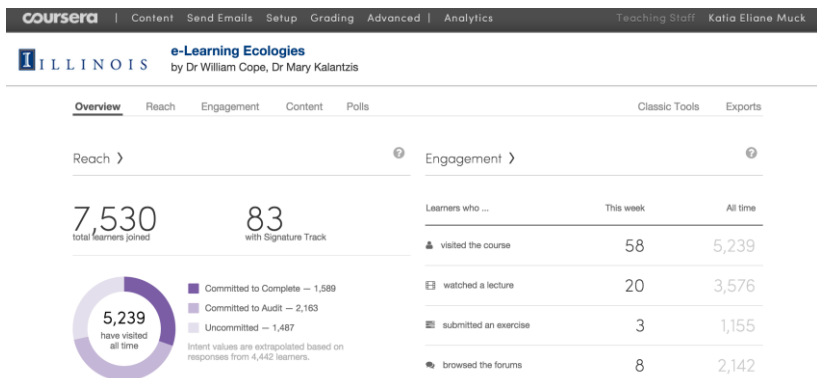 coursera | Content Send Emails Setup Grading Advanced | Analytics Teaching Staff Katia Eliane Muck
I ILLINOIS
e-Learning Ecologies
by Dr William Cope, Dr Mary Kalantzis
Overview Reach Engagement Content Polls Classic Tools Exports
Reach > ?
7,530 83
total learners joined with Signature Track
5,239
have visited
all time
Committed to Complete — 1,589
Committed to Audit — 2,163
Uncommitted — 1,487
Intent values are extrapolated based on
responses from 4,442 learners.
Engagement > ?
Learners who ... This week All time
visited the course 58 5,239
watched a lecture 20 3,576
submitted an exercise 3 1,155
browsed the forums 8 2,142